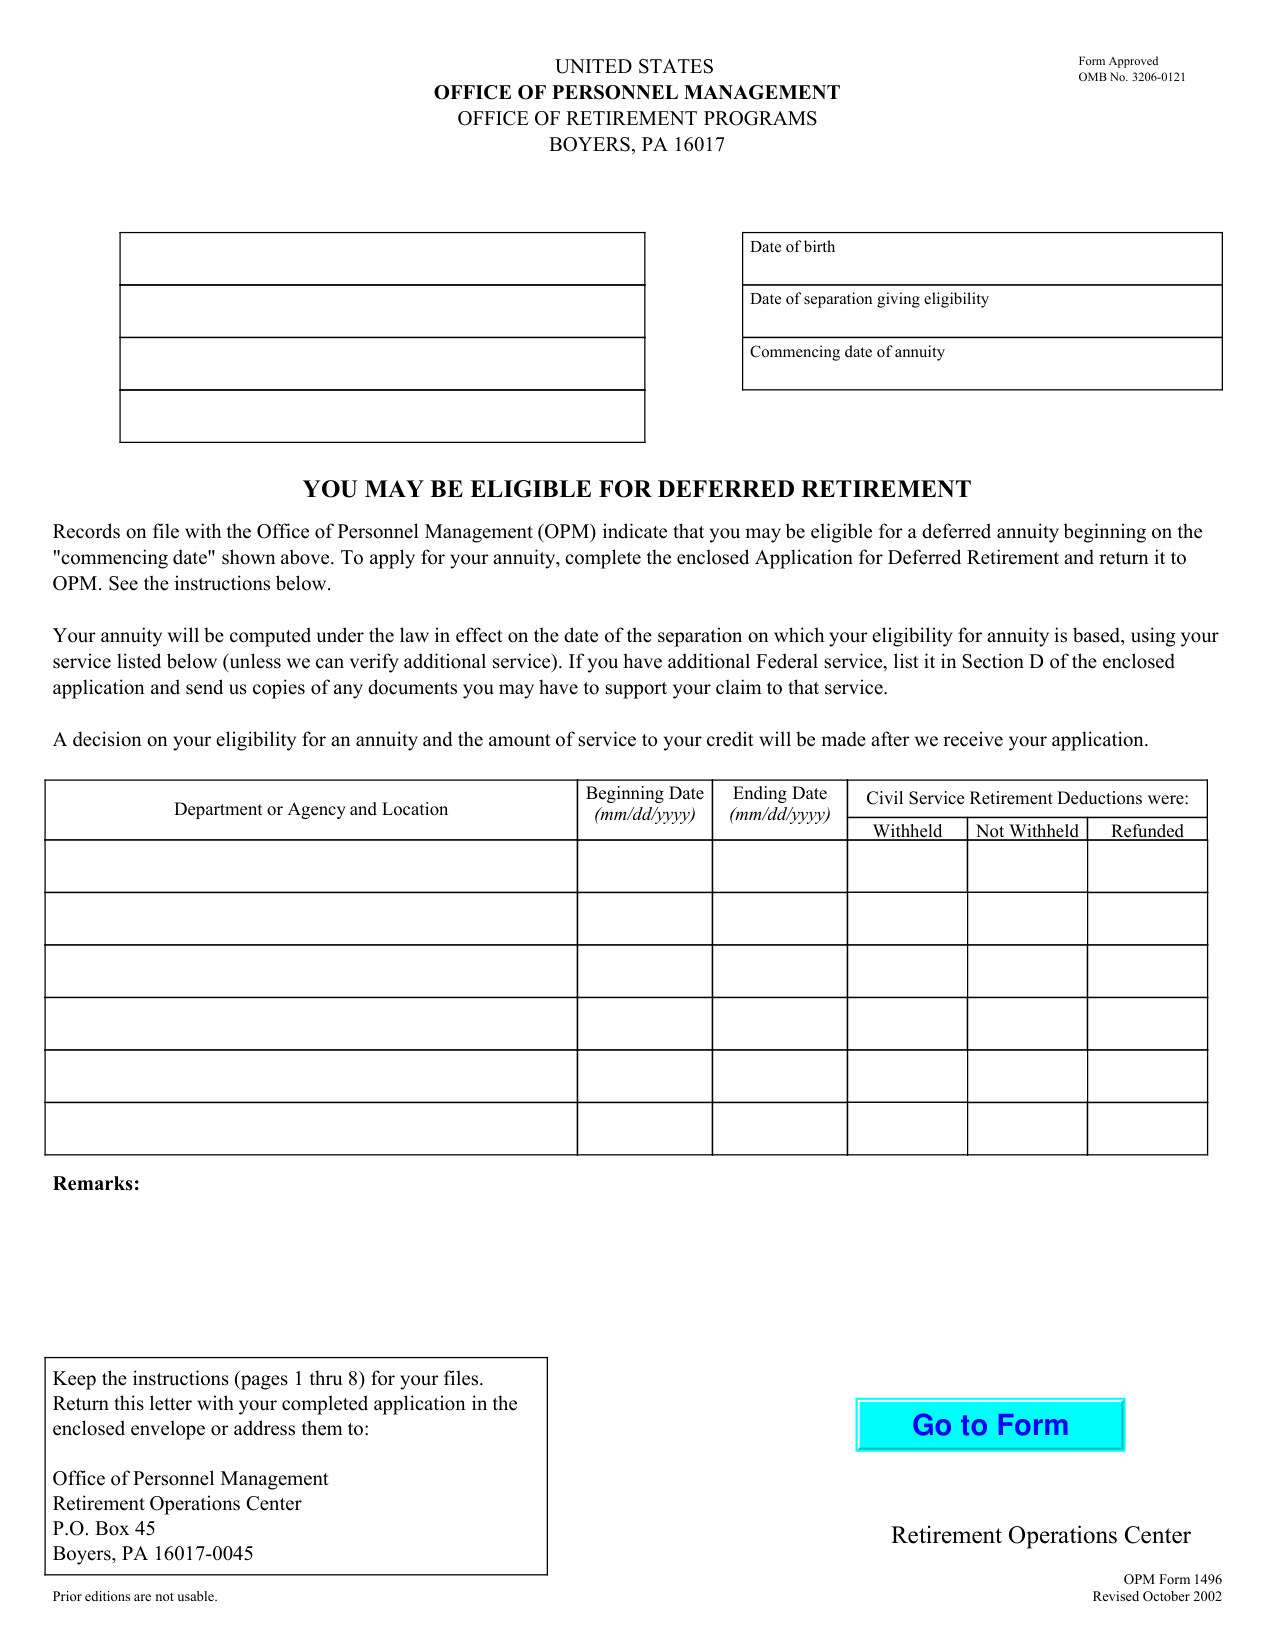 UNITED STATES
OFFICE OF PERSONNEL MANAGEMENT
OFFICE OF RETIREMENT PROGRAMS
BOYERS, PA 16017
Form Approved
OMB No. 3206-0121
Date of birth
Date of separation giving eligibility
Commencing date of annuity
YOU MAY BE ELIGIBLE FOR DEFERRED RETIREMENT
Records on file with the Office of Personnel Management (OPM) indicate that you may be eligible for a deferred annuity beginning on the
"commencing date" shown above. To apply for your annuity, complete the enclosed Application for Deferred Retirement and return it to
OPM. See the instructions below.
Your annuity will be computed under the law in effect on the date of the separation on which your eligibility for annuity is based, using your
service listed below (unless we can verify additional service). If you have additional Federal service, list it in Section D of the enclosed
application and send us copies of any documents you may have to support your claim to that service.
A decision on your eligibility for an annuity and the amount of service to your credit will be made after we receive your application.
Department or Agency and Location
Beginning Date
(mm/dd/yyyy)
Ending Date
(mm/dd/yyyy)
Civil Service Retirement Deductions were:
Withheld
Not Withheld
Refunded
Remarks:
Keep the instructions (pages 1 thru 8) for your files.
Return this letter with your completed application in the
enclosed envelope or address them to:
Office of Personnel Management
Retirement Operations Center
P.O. Box 45
Boyers, PA 16017-0045
Go to Form
Retirement Operations Center
Prior editions are not usable.
OPM Form 1496
Revised October 2002